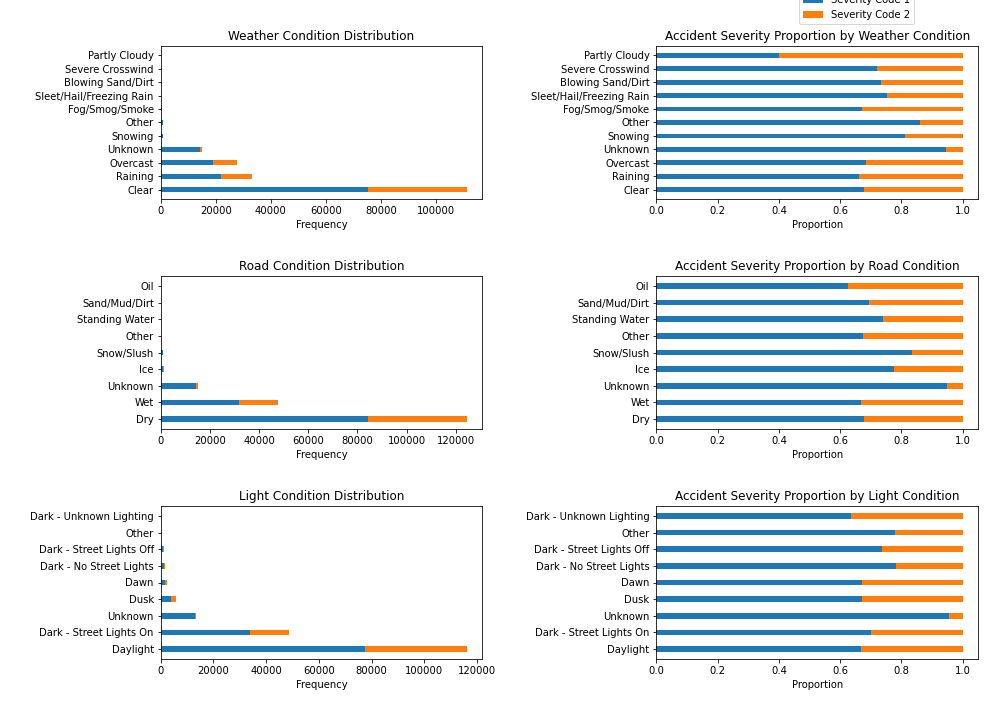 Severity Code 1
Severity Code 2
Weather Condition Distribution
Partly Cloudy
Severe Crosswind
Blowing Sand/Dirt
Sleet/Hail/Freezing Rain
Fog/Smog/Smoke
Other
Snowing
Unknown
Overcast
Raining
Clear
0 20000 40000 60000 80000 100000
Frequency
Accident Severity Proportion by Weather Condition
Partly Cloudy
Severe Crosswind
Blowing Sand/Dirt
Sleet/Hail/Freezing Rain
Fog/Smog/Smoke
Other
Snowing
Unknown
Overcast
Raining
Clear
0.0 0.2 0.4 0.6 0.8 1.0
Proportion
Road Condition Distribution
Oil
Sand/Mud/Dirt
Standing Water
Other
Snow/Slush
Ice
Unknown
Wet
Dry
0 20000 40000 60000 80000 100000 120000
Frequency
Accident Severity Proportion by Road Condition
Oil
Sand/Mud/Dirt
Standing Water
Other
Snow/Slush
Ice
Unknown
Wet
Dry
0.0 0.2 0.4 0.6 0.8 1.0
Proportion
Light Condition Distribution
Dark - Unknown Lighting
Other
Dark - Street Lights Off
Dark - No Street Lights
Dawn
Dusk
Unknown
Dark - Street Lights On
Daylight
0 20000 40000 60000 80000 100000 120000
Frequency
Accident Severity Proportion by Light Condition
Dark - Unknown Lighting
Other
Dark - Street Lights Off
Dark - No Street Lights
Dawn
Dusk
Unknown
Dark - Street Lights On
Daylight
0.0 0.2 0.4 0.6 0.8 1.0
Proportion